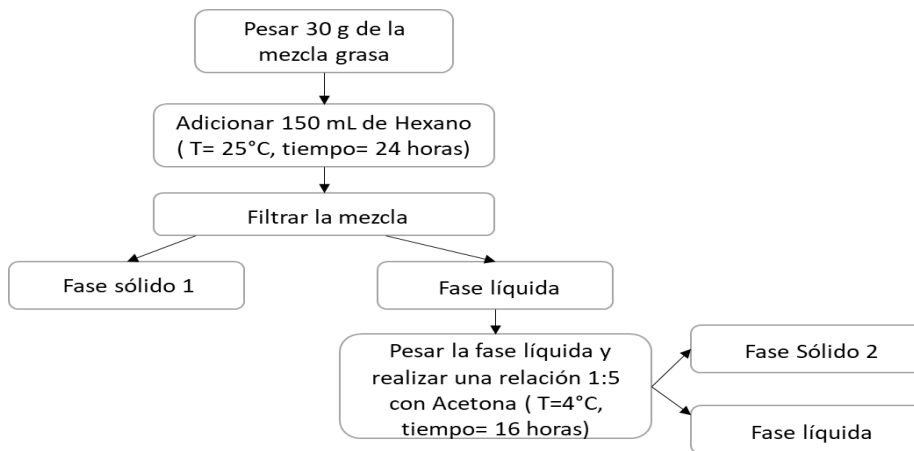 Pesar 30 g de la
mezcla grasa
Adicionar 150 mL de Hexano
( T= 25°C, tiempo= 24 horas)
Filtrar la mezcla
Fase sólido 1
Fase líquida
Pesar la fase líquida y
realizar una relación 1:5
con Acetona ( T=4°C,
tiempo= 16 horas)
Fase Sólido 2
Fase líquida